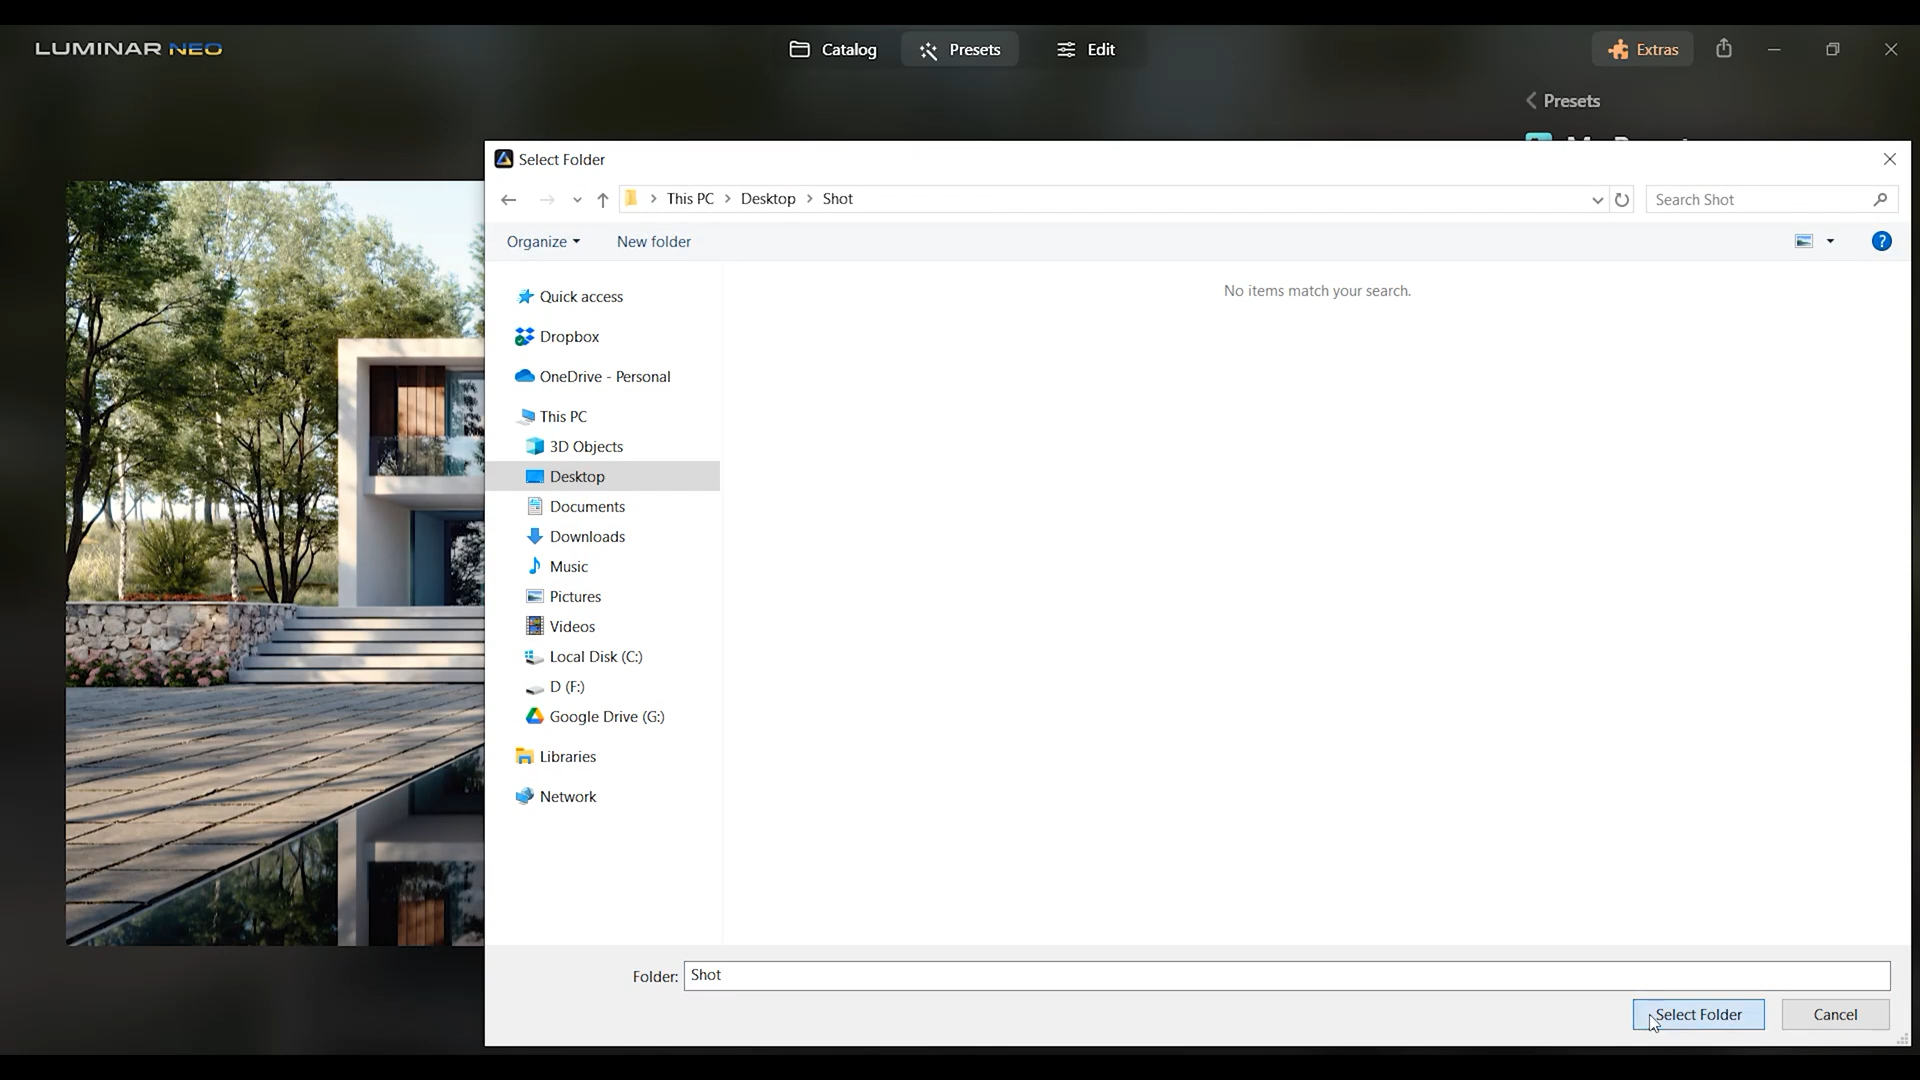 LUMINAR NEO
Catalog
Presets
Edit
Extras
Presets
Select Folder
This PC > Desktop > Shot
Search Shot
Organize
New folder
?
No items match your search.
Quick access
Dropbox
OneDrive - Personal
This PC
3D Objects
Desktop
Documents
Downloads
Music
Pictures
Videos
Local Disk (C:)
D (F:)
Google Drive (G:)
Libraries
Network
Folder: Shot
Select Folder
Cancel